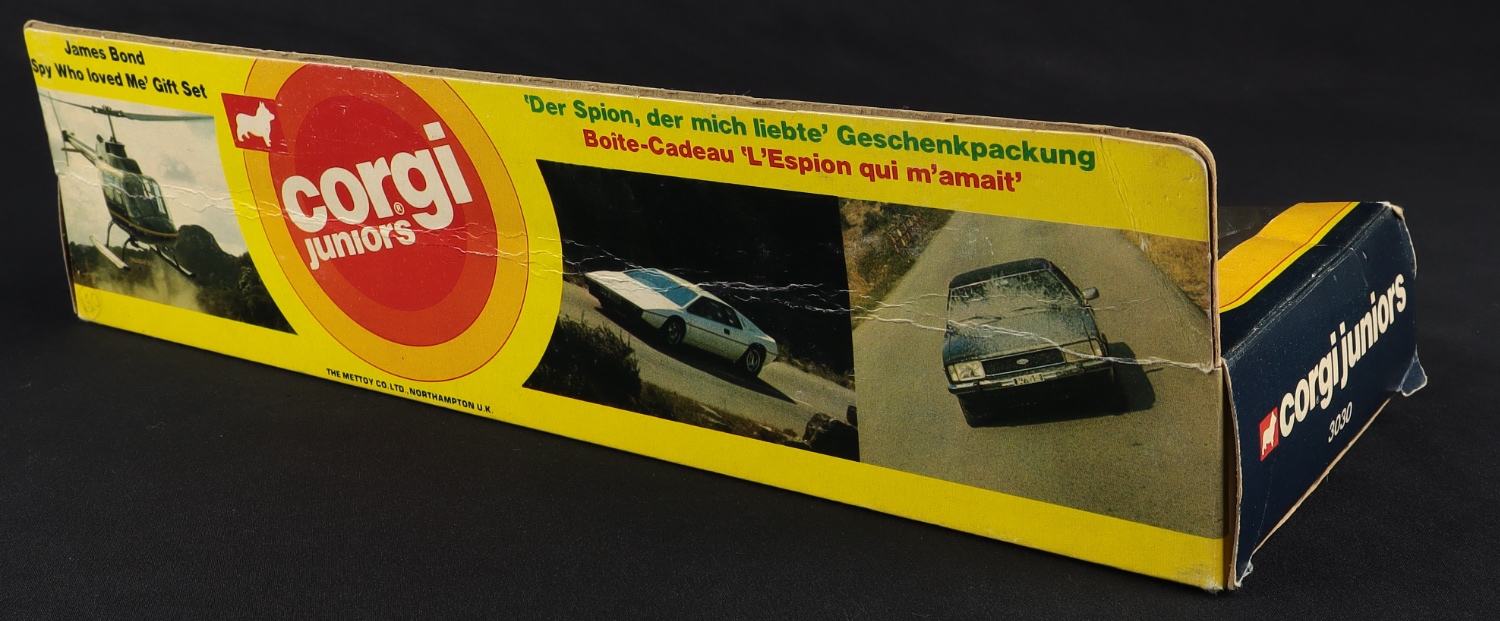 James Bond
Spy Who loved Me' Gift Set
corgi®
juniors
'Der Spion, der mich liebte' Geschenkpackung
Boîte-Cadeau 'L'Espion qui m'amait'
THE METTOY CO.LTD., NORTHAMPTON U.K.
corgi juniors
3030